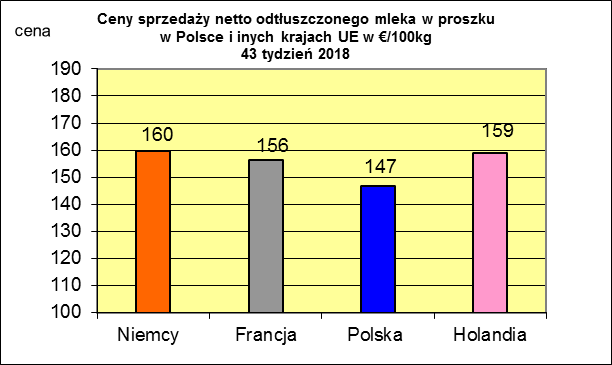 Ceny sprzedaży netto odtłuszczonego mleka w proszku
w Polsce i inych krajach UE w €/100kg
43 tydzień 2018
cena
190
180
170
160
150
140
130
120
110
100
160
156
147
159
Niemcy Francja Polska Holandia